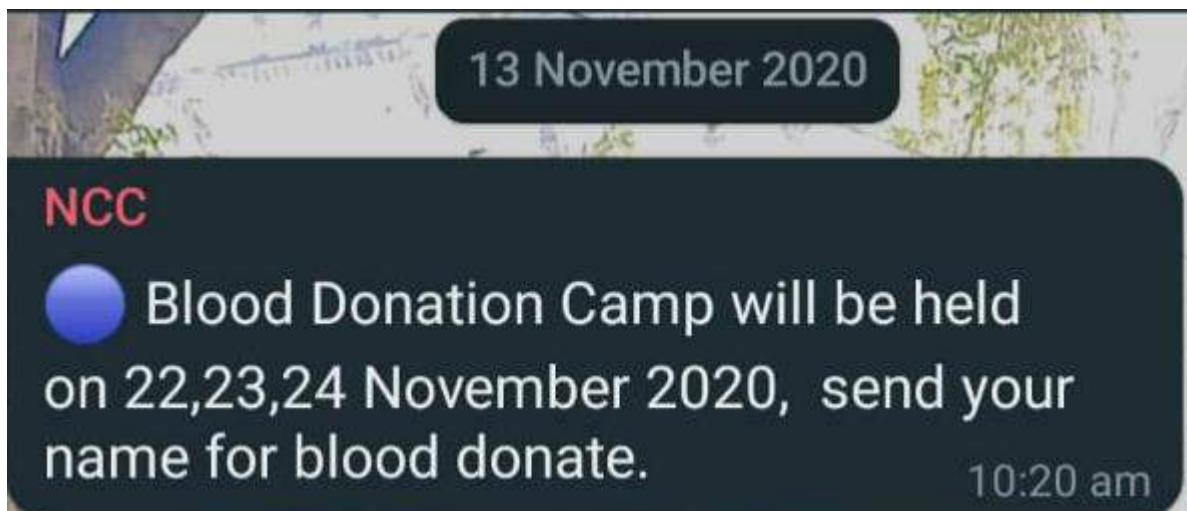 13 November 2020
NCC
🔵 Blood Donation Camp will be held
on 22,23,24 November 2020,  send your
name for blood donate.
10:20 am